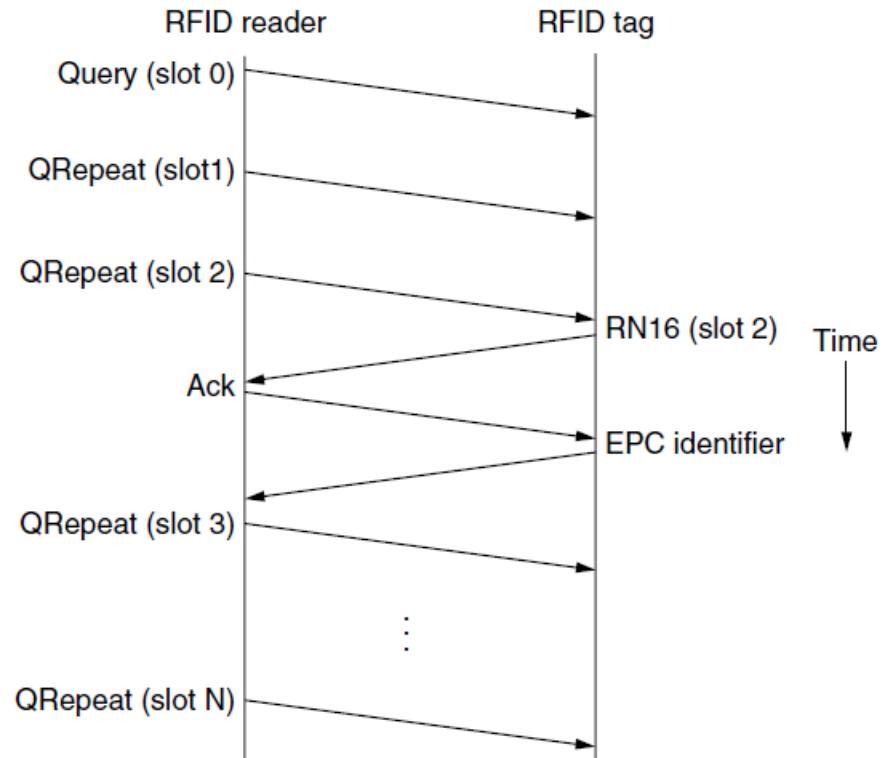 RFID reader
RFID tag
Query (slot 0)
QRepeat (slot1)
QRepeat (slot 2)
RN16 (slot 2)
Time
Ack
EPC identifier
QRepeat (slot 3)
QRepeat (slot N)